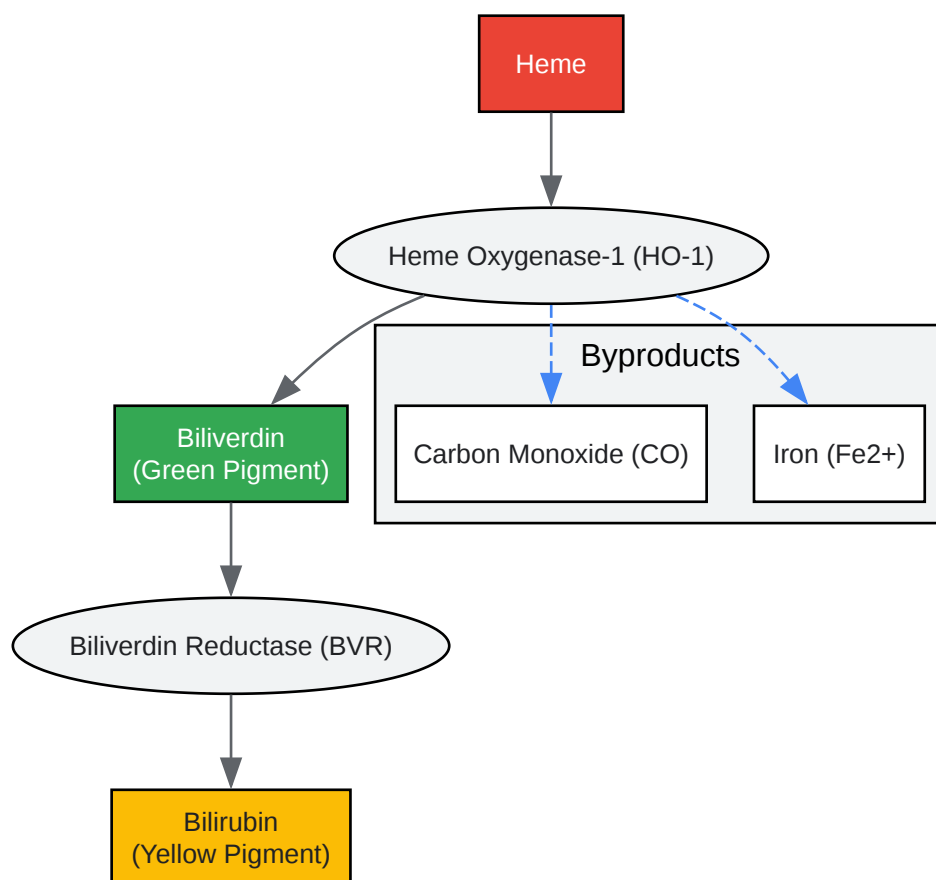 Heme
Heme Oxygenase-1 (HO-1)
Byproducts
Biliverdin
(Green Pigment)
Carbon Monoxide (CO)
Iron (Fe2+)
Biliverdin Reductase (BVR)
Bilirubin
(Yellow Pigment)